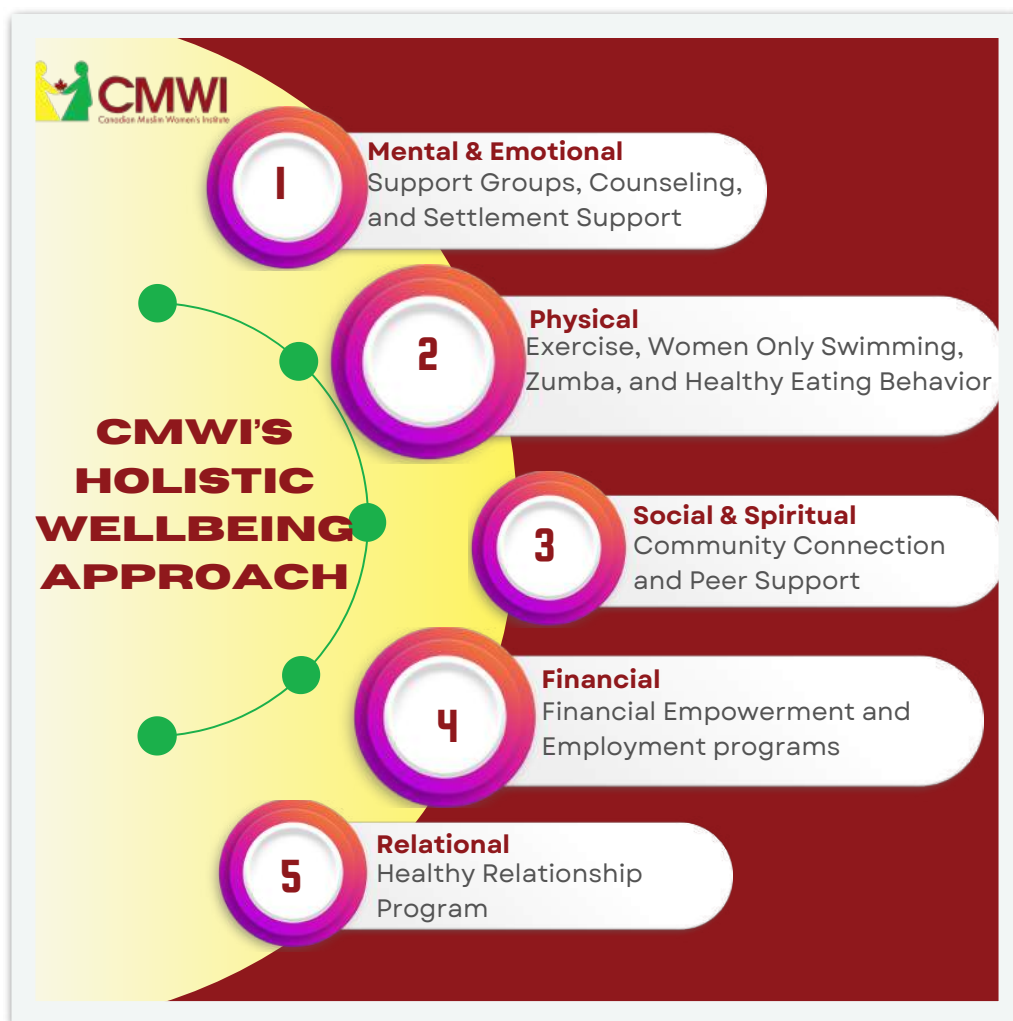 CMWI
Canadian Muslim Women's Institute
1
Mental & Emotional
Support Groups, Counseling,
and Settlement Support
2
Physical
Exercise, Women Only Swimming,
Zumba, and Healthy Eating Behavior
CMWI'S
HOLISTIC
WELLBEING
APPROACH
3
Social & Spiritual
Community Connection
and Peer Support
4
Financial
Financial Empowerment and
Employment programs
5
Relational
Healthy Relationship
Program